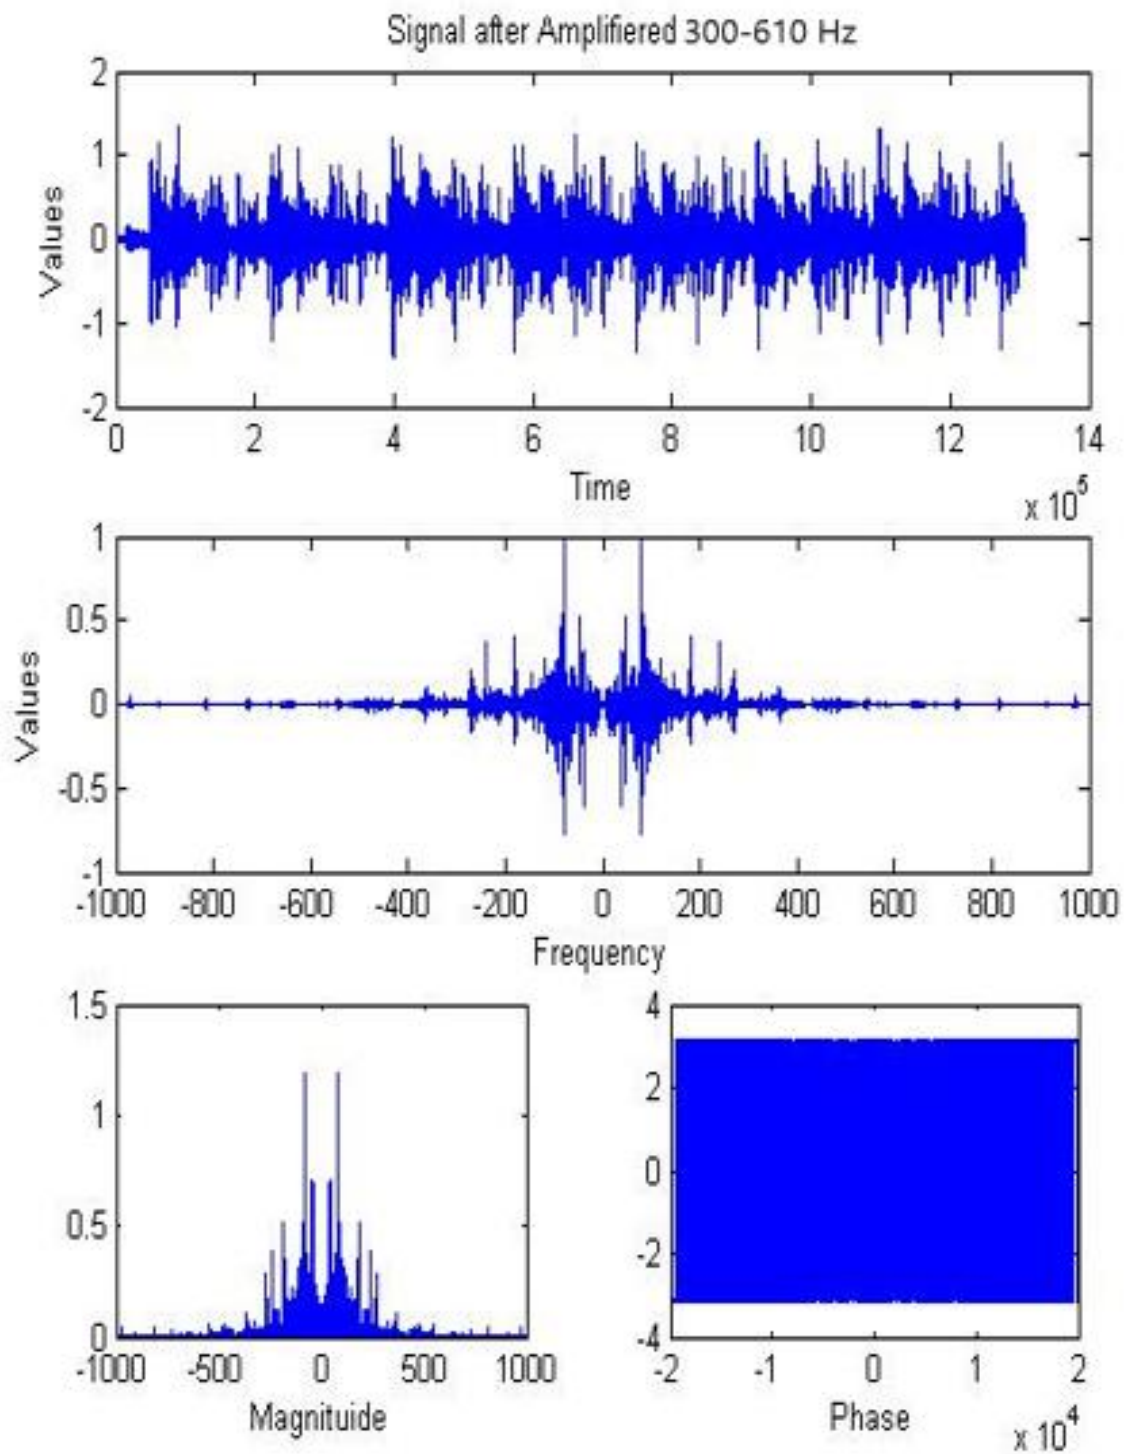 Signal after Amplifiered 300-610 Hz
2
1
0
-1
-2
Values
0 2 4 6 8 10 12 14
Time
x 10^5
1
0.5
0
-0.5
-1
Values
-1000 -800 -600 -400 -200 0 200 400 600 800 1000
Frequency
1.5
1
0.5
0
-1000 -500 0 500 1000
Magnituide
4
2
0
-2
-4
-2 -1 0 1 2
Phase
x 10^4